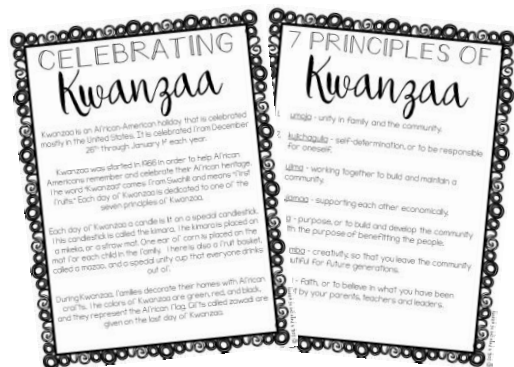 CELEBRATING
Kwanzaa
Kwanzaa is an African-American holiday that is celebrated
mostly in the United States. It is celebrated from December
26th through January 1st each year.
Kwanzaa was started in 1966 in order to help African
Americans remember and celebrate their African heritage.
The word "Kwanzaa" comes from Swahili and means "first
fruits." Each day of Kwanzaa is dedicated to one of the
seven principles of Kwanzaa.
Each day of Kwanzaa a candle is lit on a special candlestick.
This candlestick is called the kinara. The kinara is placed on
a mkeka, or a straw mat. One ear of corn is placed on the
mat for each child in the family. There is also a fruit basket,
called a mazao, and a special unity cup that everyone drinks
out of.
During Kwanzaa, families decorate their homes with African
crafts. The colors of Kwanzaa are green, red, and black,
and they represent the African flag. Gifts called zawadi are
given on the last day of Kwanzaa.
7 PRINCIPLES OF
Kwanzaa
umoja - unity in family and the community.
kujichagulia - self-determination, or to be responsible
for oneself.
ujima - working together to build and maintain a
community.
jamaa - supporting each other economically.
- purpose, or to build and develop the community
th the purpose of benefitting the people.
mba - creativity, so that you leave the community
utiful for future generations.
- faith, or to believe in what you have been
t by your parents, teachers and leaders.